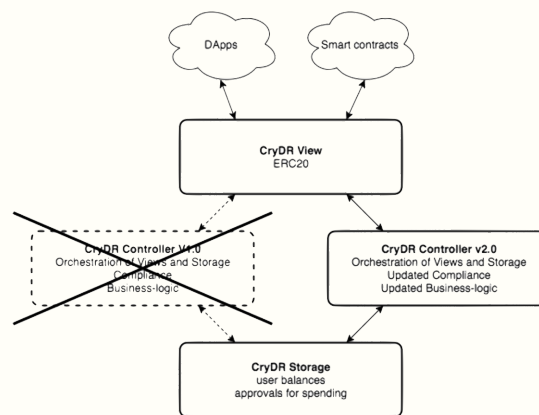 DApps
Smart contracts
CryDR View
ERC20
CryDR Controller V1.0
Orchestration of Views and Storage
Compliance
Business-logic
CryDR Controller v2.0
Orchestration of Views and Storage
Updated Compliance
Updated Business-logic
CryDR Storage
user balances
approvals for spending